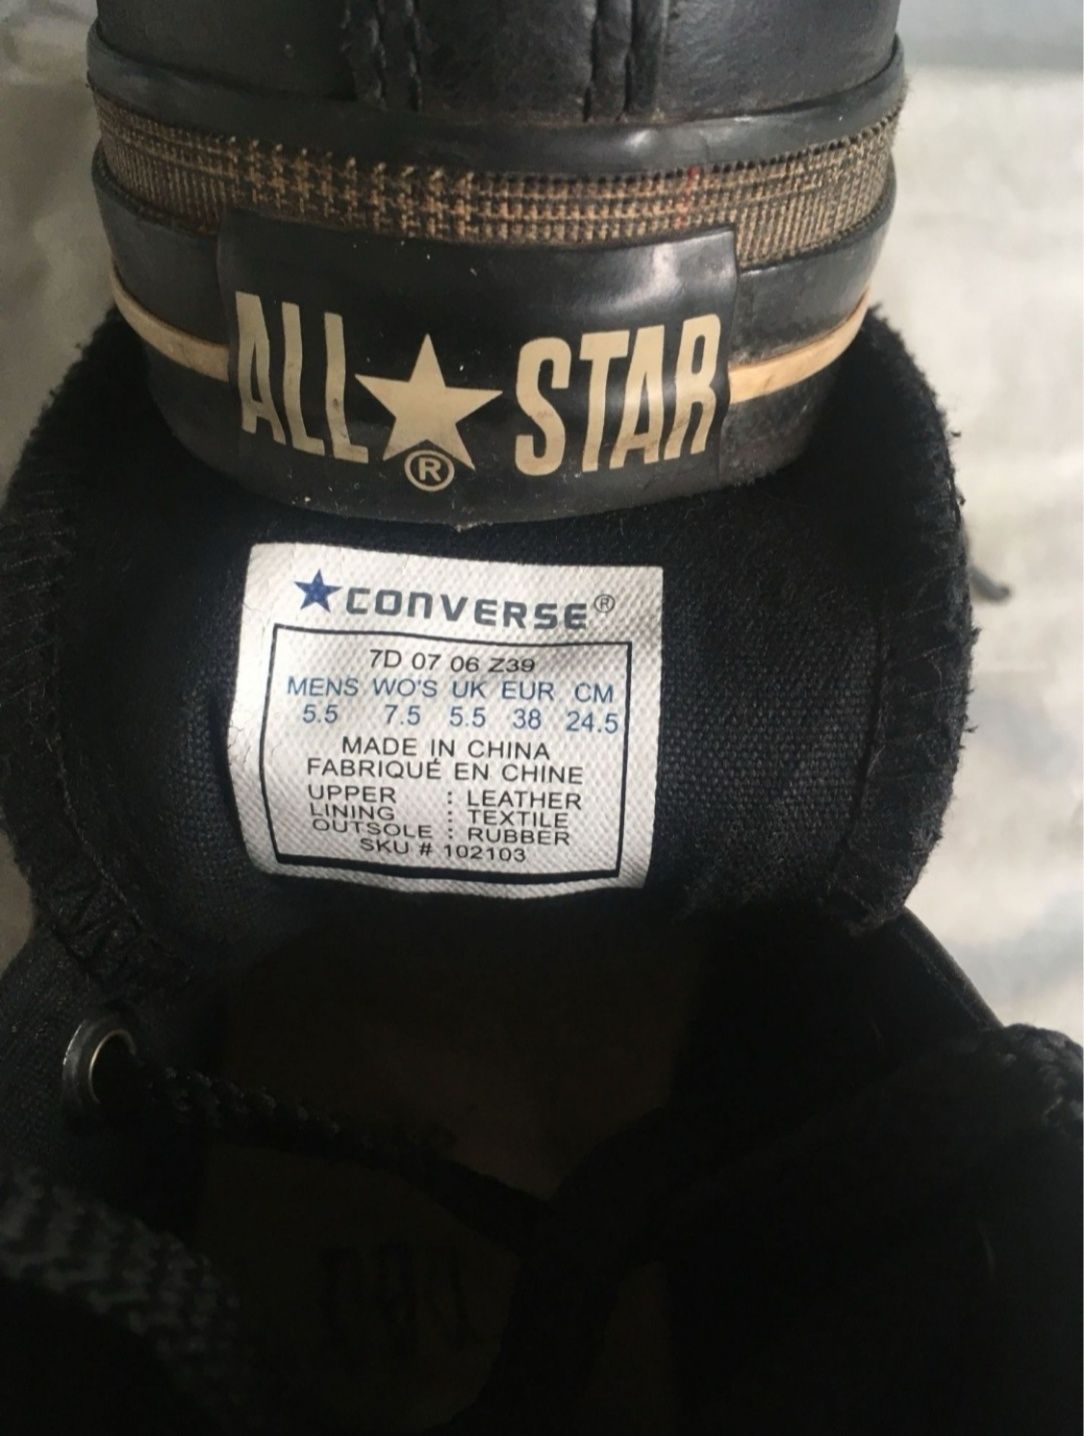 ALL★STAR
®
★CONVERSE®
7D 07 06 Z39
MENS WO'S UK EUR CM
5.5 7.5 5.5 38 24.5
MADE IN CHINA
FABRIQUÉ EN CHINE
UPPER : LEATHER
LINING : TEXTILE
OUTSOLE : RUBBER
SKU # 102103